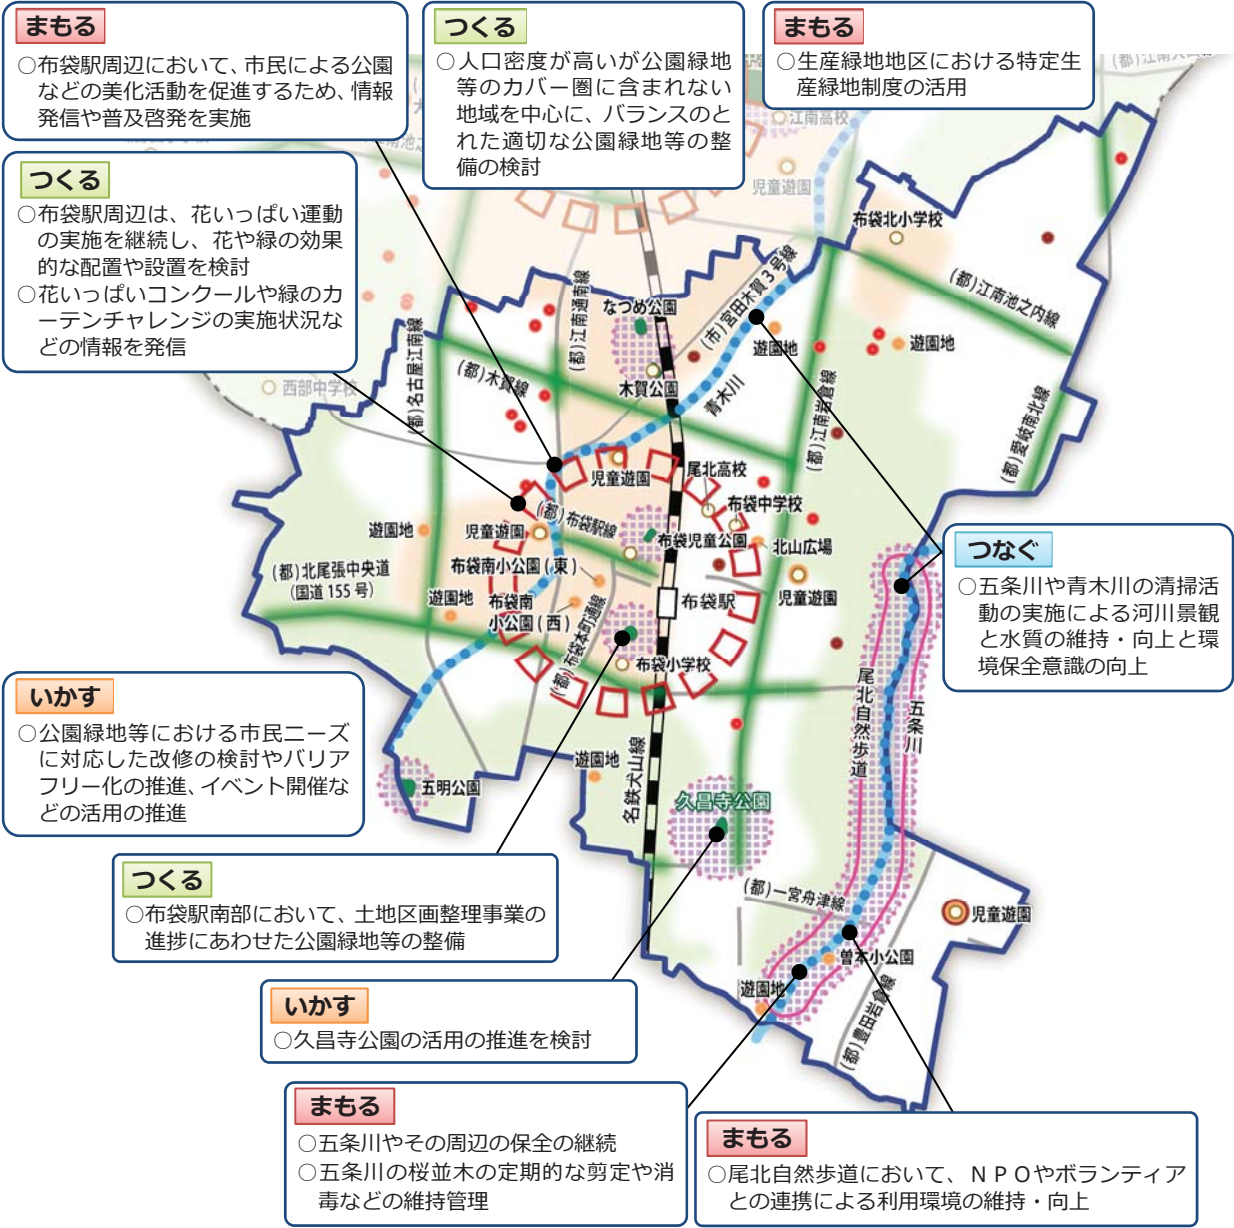 まもる
○布袋駅周辺において、市民による公園
などの美化活動を促進するため、情報
発信や普及啓発を実施
つくる
○人口密度が高いが公園緑地
等のカバー圏に含まれない
地域を中心に、バランスのと
れた適切な公園緑地等の整
備の検討
まもる
○生産緑地地区における特定生
産緑地制度の活用
つくる
○布袋駅周辺は、花いっぱい運動
の実施を継続し、花や緑の効果
的な配置や設置を検討
○花いっぱいコンクールや緑のカ
ーテンチャレンジの実施状況な
どの情報を発信
江南高校
児童遊園
布袋北小学校
(都)江南池之内線
(都)江南通南線
なつめ公園
(市)宮田木賀3号線
遊園地
遊園地
(都)名古屋江南線
西部中学校
(都)木賀線
木賀公園
青木川
(都)江南岩倉線
(都)愛岐南北線
児童遊園
尾北高校
布袋中学校
(都)布袋駅線
遊園地
児童遊園
布袋児童公園
北山広場
布袋南小公園(東)
(都)北尾張中央道
(国道155号)
遊園地
布袋南
小公園(西)
(都)布袋本町通線
布袋駅
児童遊園
布袋小学校
つなぐ
○五条川や青木川の清掃活
動の実施による河川景観
と水質の維持・向上と環
境保全意識の向上
尾北自然歩道
五条川
いかす
○公園緑地等における市民ニーズ
に対応した改修の検討やバリア
フリー化の推進、イベント開催な
どの活用の推進
五明公園
遊園地
名鉄犬山線
久昌寺公園
つくる
○布袋駅南部において、土地区画整理事業の
進捗にあわせた公園緑地等の整備
(都)一宮舟津線
児童遊園
曽本小公園
遊園地
(都)豊田岩倉線
いかす
○久昌寺公園の活用の推進を検討
まもる
○五条川やその周辺の保全の継続
○五条川の桜並木の定期的な剪定や消
毒などの維持管理
まもる
○尾北自然歩道において、NPOやボランティア
との連携による利用環境の維持・向上